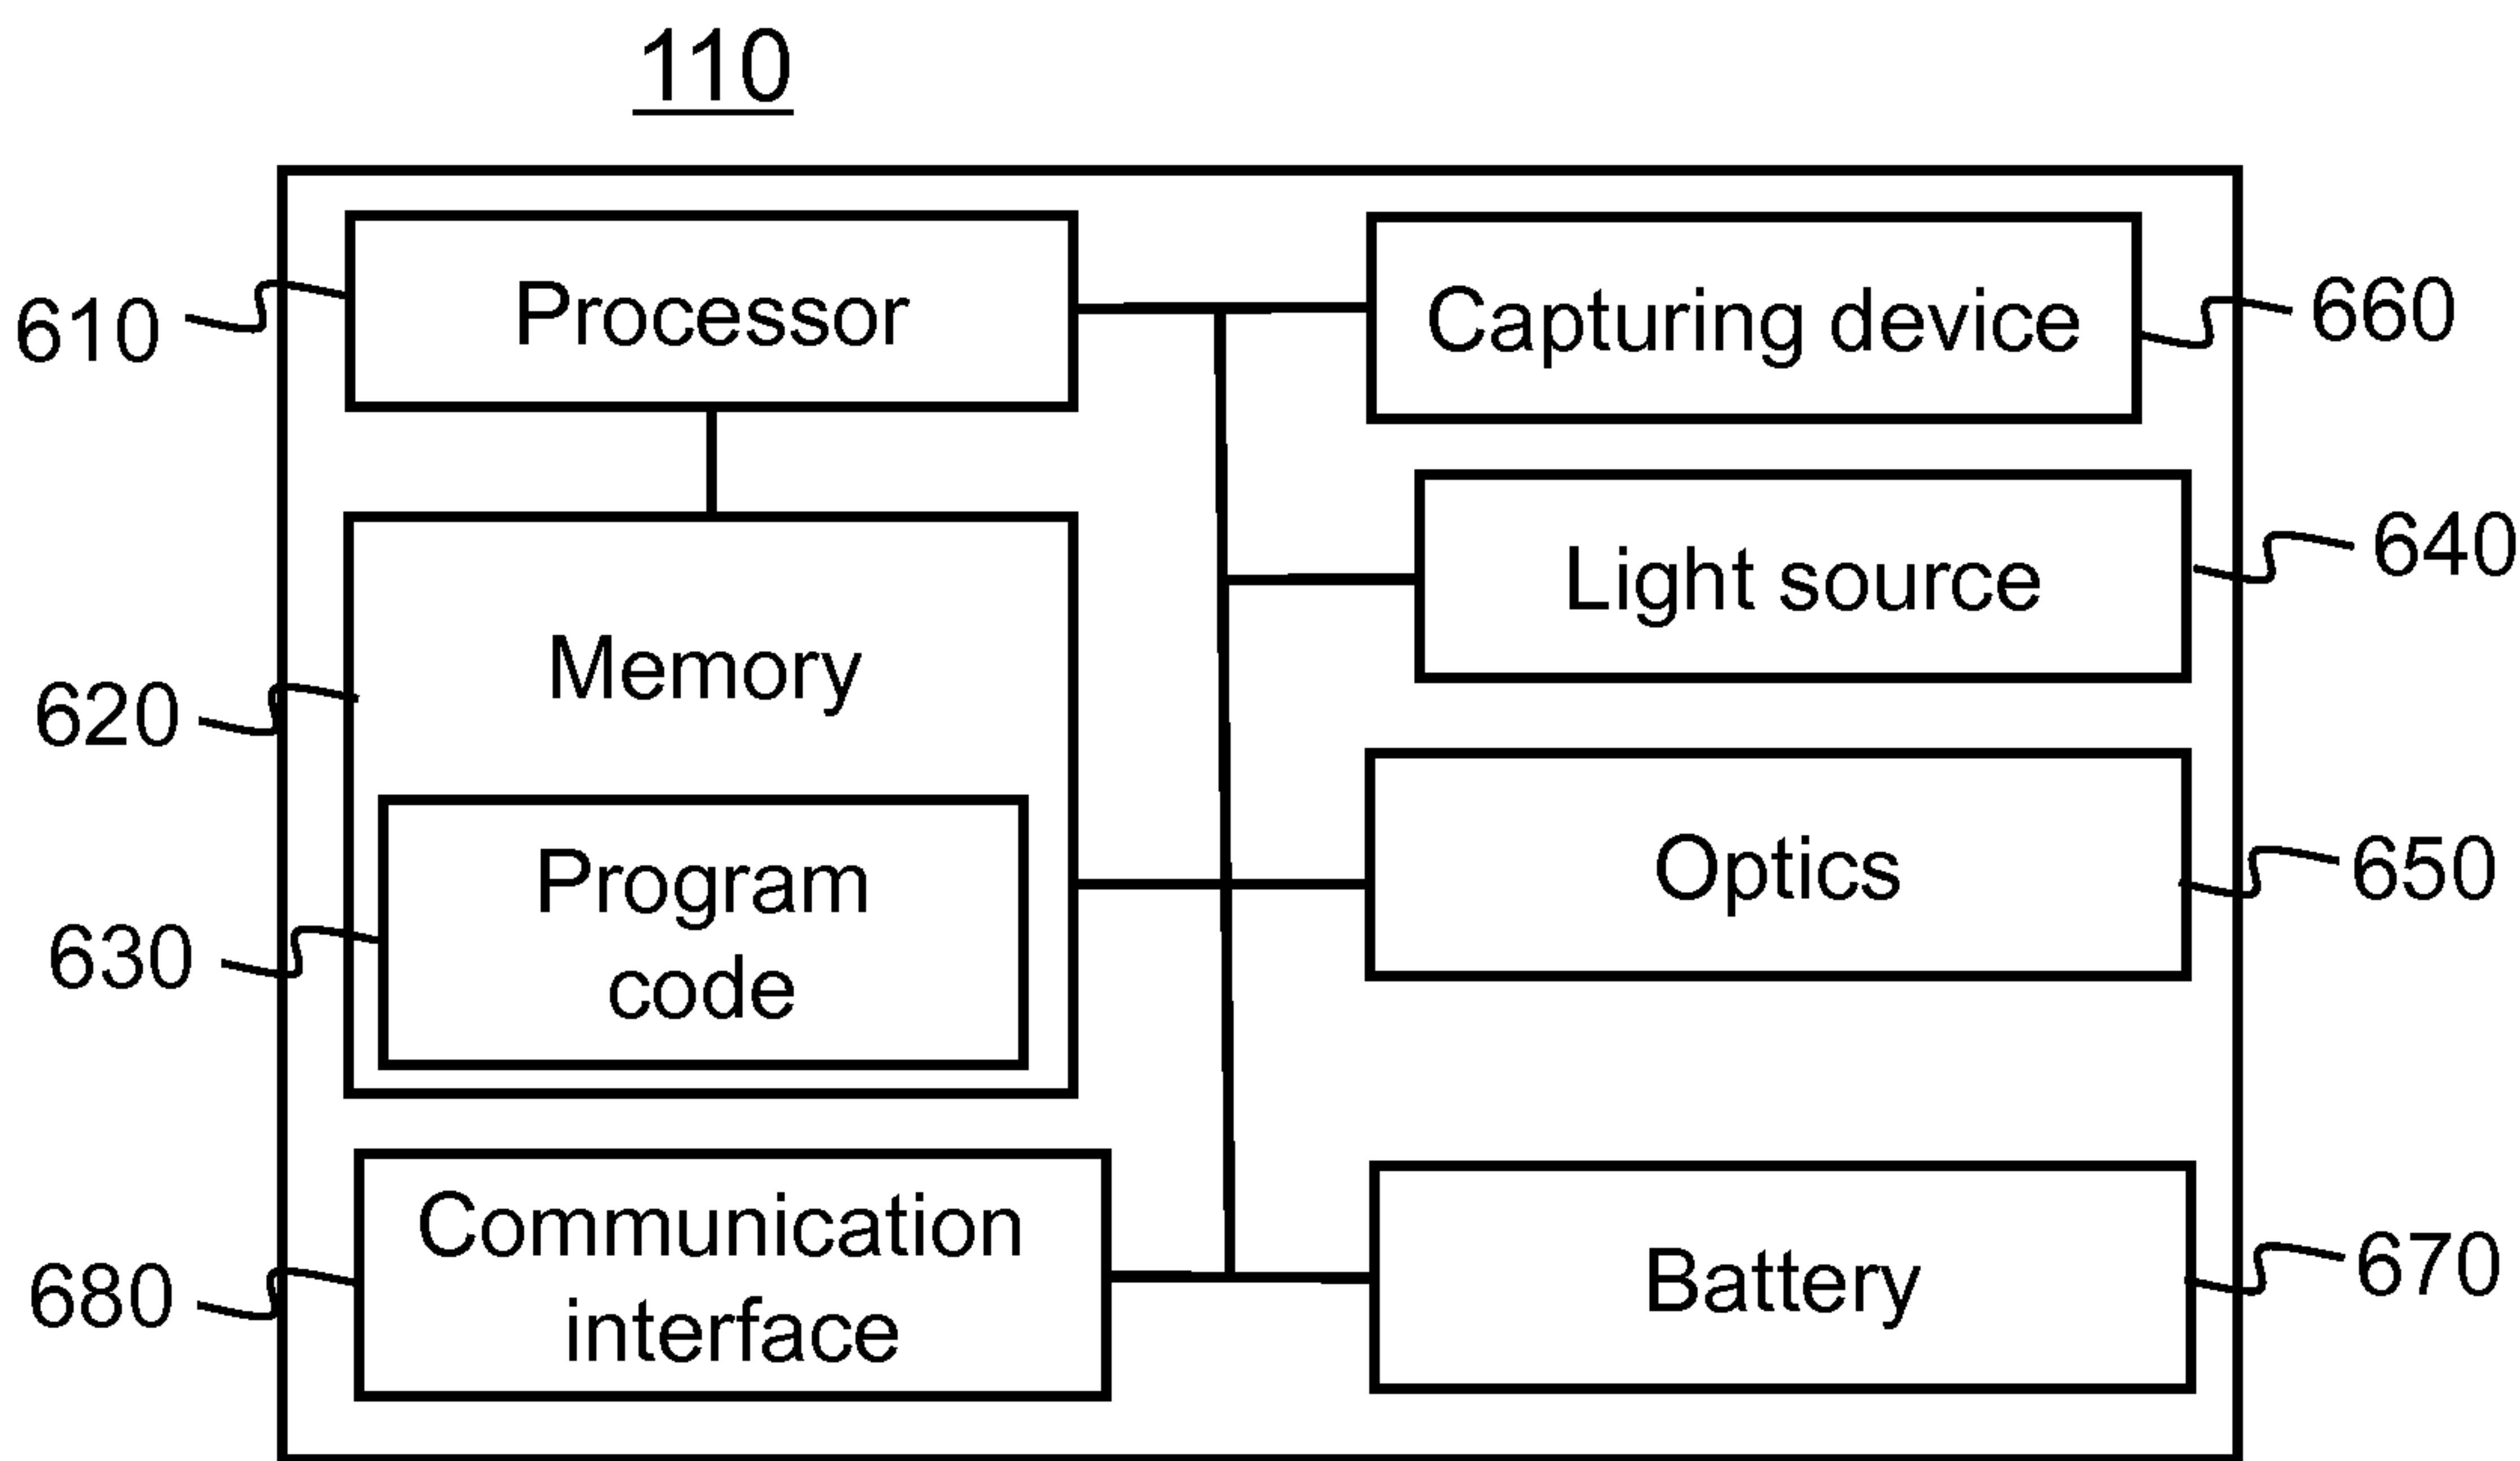 110
610
Processor
Capturing device
660
Light source
640
620
Memory
Optics
650
630
Program
code
680
Communication
interface
Battery
670